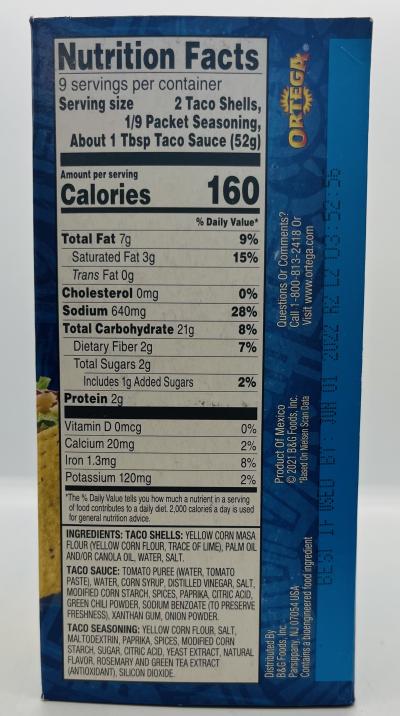 Nutrition Facts
9 servings per container
Serving size 2 Taco Shells,
1/9 Packet Seasoning,
About 1 Tbsp Taco Sauce (52g)
Amount per serving
Calories 160
% Daily Value*
Total Fat 7g 9%
Saturated Fat 3g 15%
Trans Fat 0g
Cholesterol 0mg 0%
Sodium 640mg 28%
Total Carbohydrate 21g 8%
Dietary Fiber 2g 7%
Total Sugars 2g
Includes 1g Added Sugars 2%
Protein 2g
Vitamin D 0mcg 0%
Calcium 20mg 2%
Iron 1.3mg 8%
Potassium 120mg 2%
*The % Daily Value tells you how much a nutrient in a serving
of food contributes to a daily diet. 2,000 calories a day is used
for general nutrition advice.
INGREDIENTS: TACO SHELLS: YELLOW CORN MASA
FLOUR (YELLOW CORN FLOUR, TRACE OF LIME), PALM OIL
AND/OR CANOLA OIL, WATER, SALT.
TACO SAUCE: TOMATO PUREE (WATER, TOMATO
PASTE), WATER, CORN SYRUP, DISTILLED VINEGAR, SALT,
MODIFIED CORN STARCH, SPICES, PAPRIKA, CITRIC ACID,
GREEN CHILI POWDER, SODIUM BENZOATE (TO PRESERVE
FRESHNESS), XANTHAN GUM, ONION POWDER.
TACO SEASONING: YELLOW CORN FLOUR, SALT,
MALTODEXTRIN, PAPRIKA, SPICES, MODIFIED CORN
STARCH, SUGAR, CITRIC ACID, YEAST EXTRACT, NATURAL
FLAVOR, ROSEMARY AND GREEN TEA EXTRACT
(ANTIOXIDANT), SILICON DIOXIDE.
ORTEGA®
Questions Or Comments?
Call 1-800-813-2418 Or
Visit www.ortega.com
Product Of Mexico
© 2021 B&G Foods, Inc.
*Based On Nielsen Scan Data
Distributed By
B&G Foods, Inc.
Parsippany, NJ 07054 USA
Contains a bioengineered food ingredient
BEST IF USED BY: JUN 01 2022 R2 L2 03:52:56